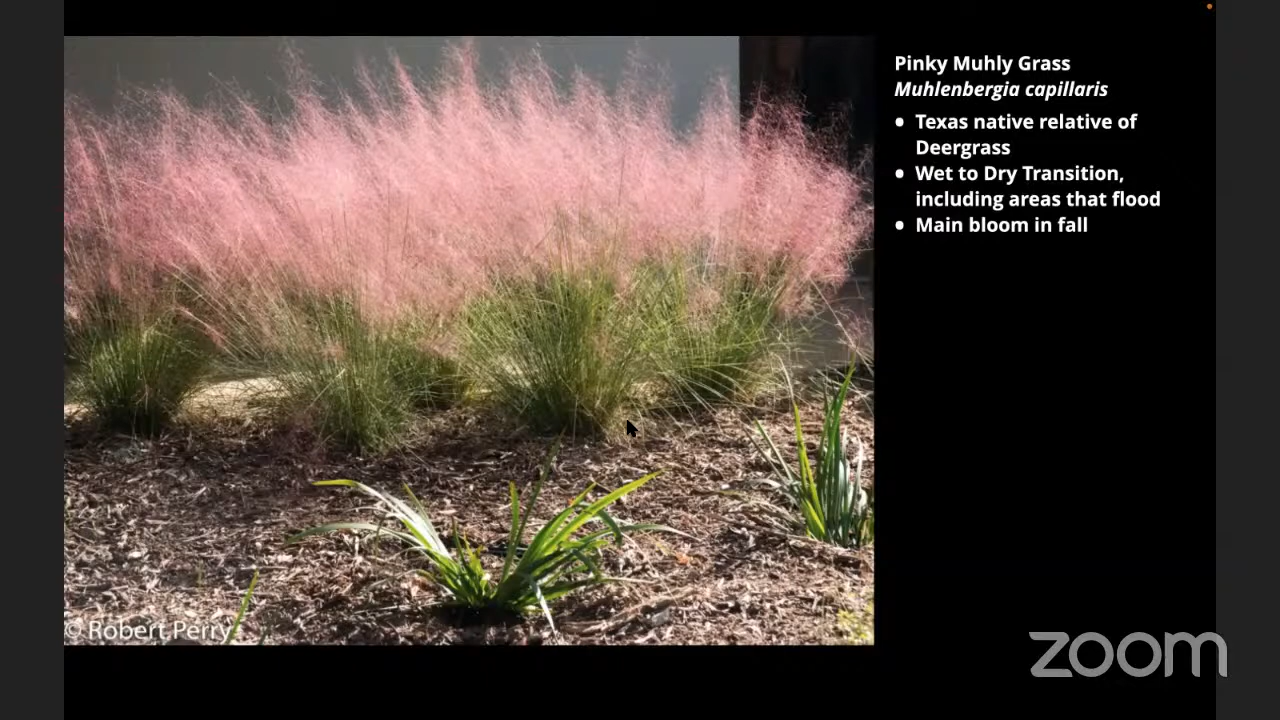 Pinky Muhly Grass
Muhlenbergia capillaris
• Texas native relative of
Deergrass
• Wet to Dry Transition,
including areas that flood
• Main bloom in fall
© Robert Perry
zoom